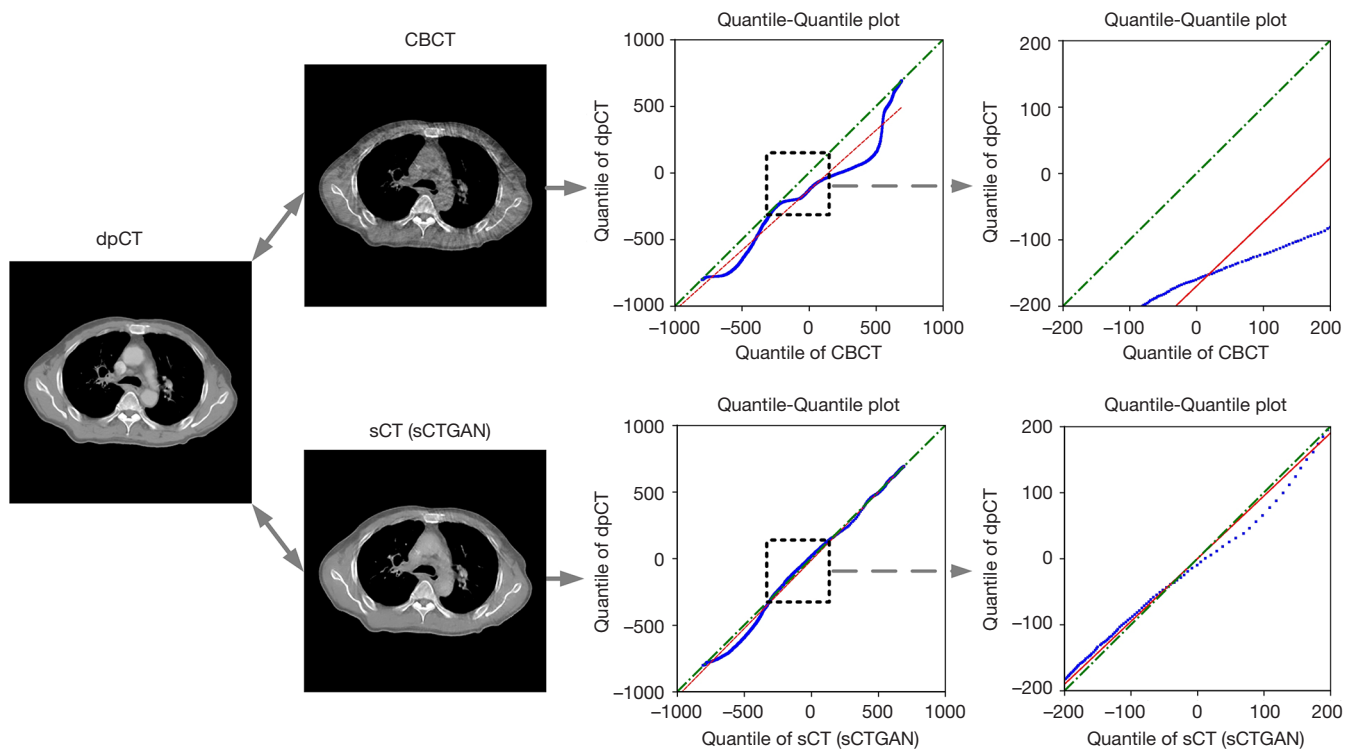 CBCT
Quantile-Quantile plot
1000
500
0
−500
−1000
Quantile of dpCT
−1000 −500 0 500 1000
Quantile of CBCT
Quantile-Quantile plot
200
100
0
−100
−200
Quantile of dpCT
−200 −100 0 100 200
Quantile of CBCT
dpCT
sCT (sCTGAN)
Quantile-Quantile plot
1000
500
0
−500
−1000
Quantile of dpCT
−1000 −500 0 500 1000
Quantile of sCT (sCTGAN)
Quantile-Quantile plot
200
100
0
−100
−200
Quantile of dpCT
−200 −100 0 100 200
Quantile of sCT (sCTGAN)